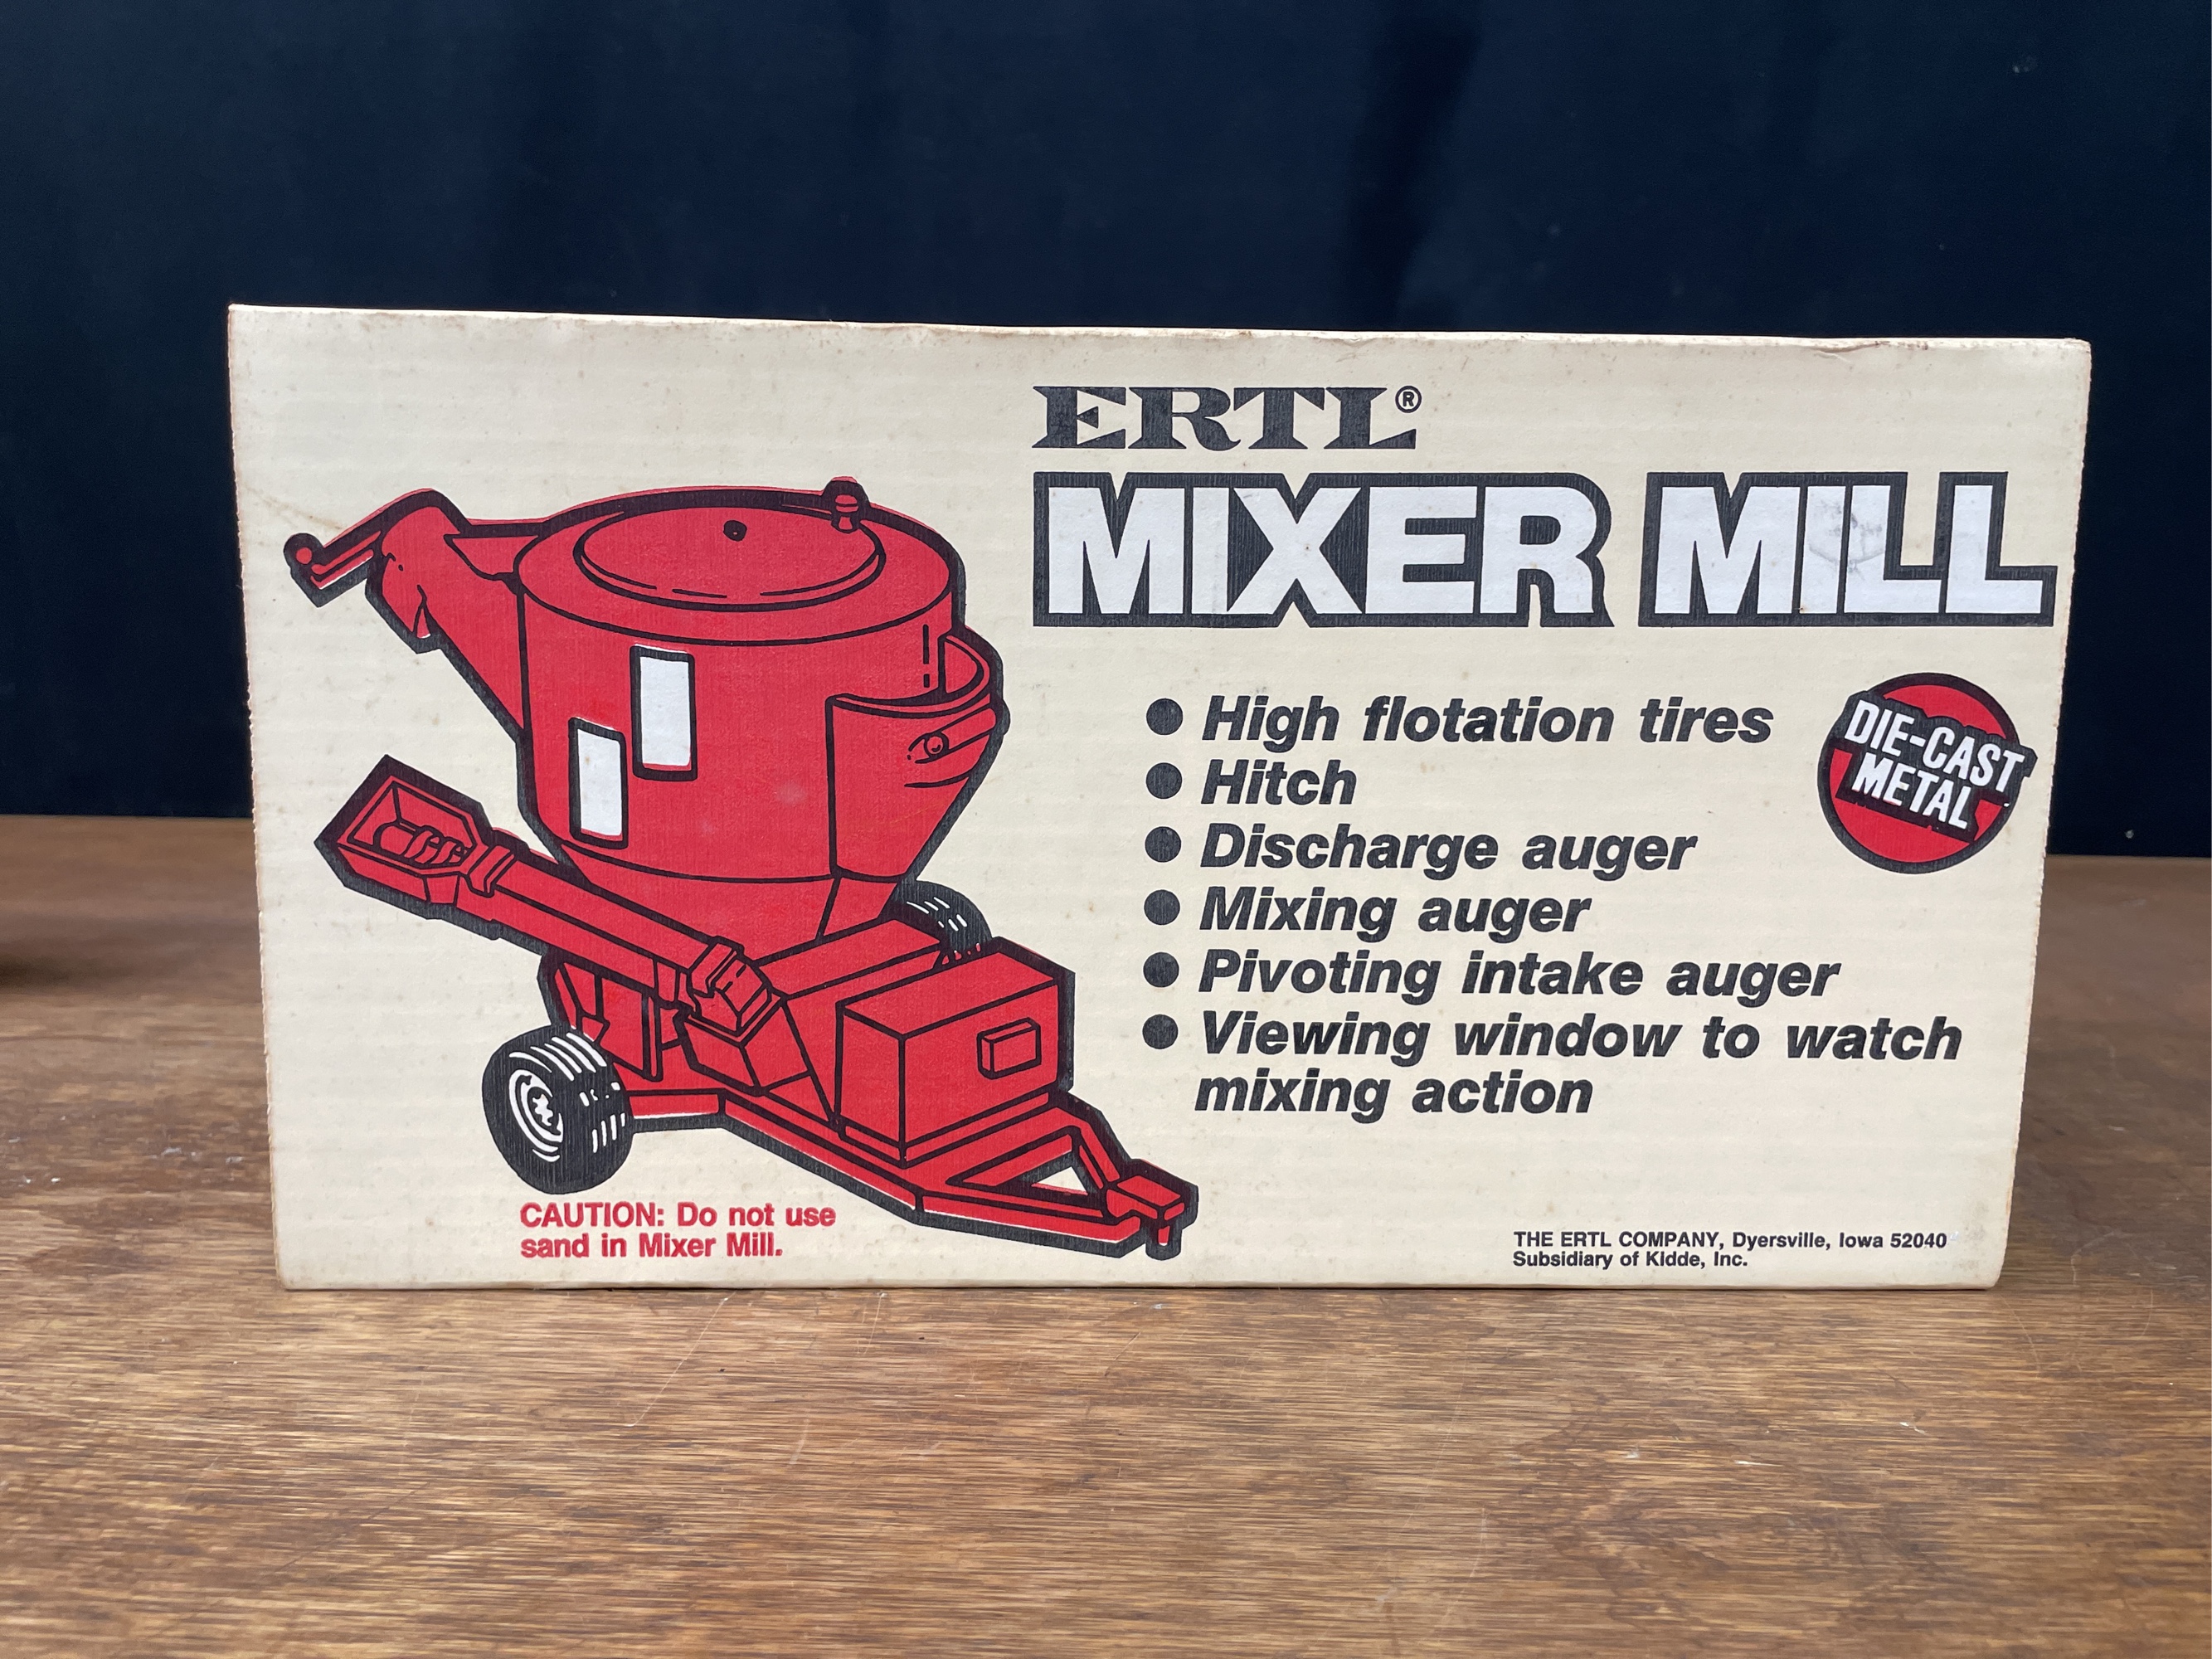 ERTL®
MIXER MILL
● High flotation tires
● Hitch
● Discharge auger
● Mixing auger
● Pivoting intake auger
● Viewing window to watch
mixing action
DIE-CAST
METAL
CAUTION: Do not use
sand in Mixer Mill.
THE ERTL COMPANY, Dyersville, Iowa 52040
Subsidiary of Kidde, Inc.